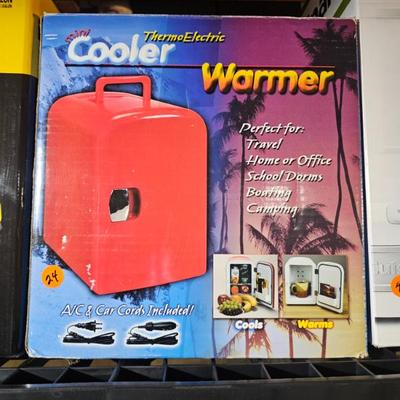 mini
ThermoElectric
Cooler
Warmer
Perfect for:
Travel
Home or Office
School Dorms
Boating
Camping
24
A/C & Car Cords Included!
Cools
Warms